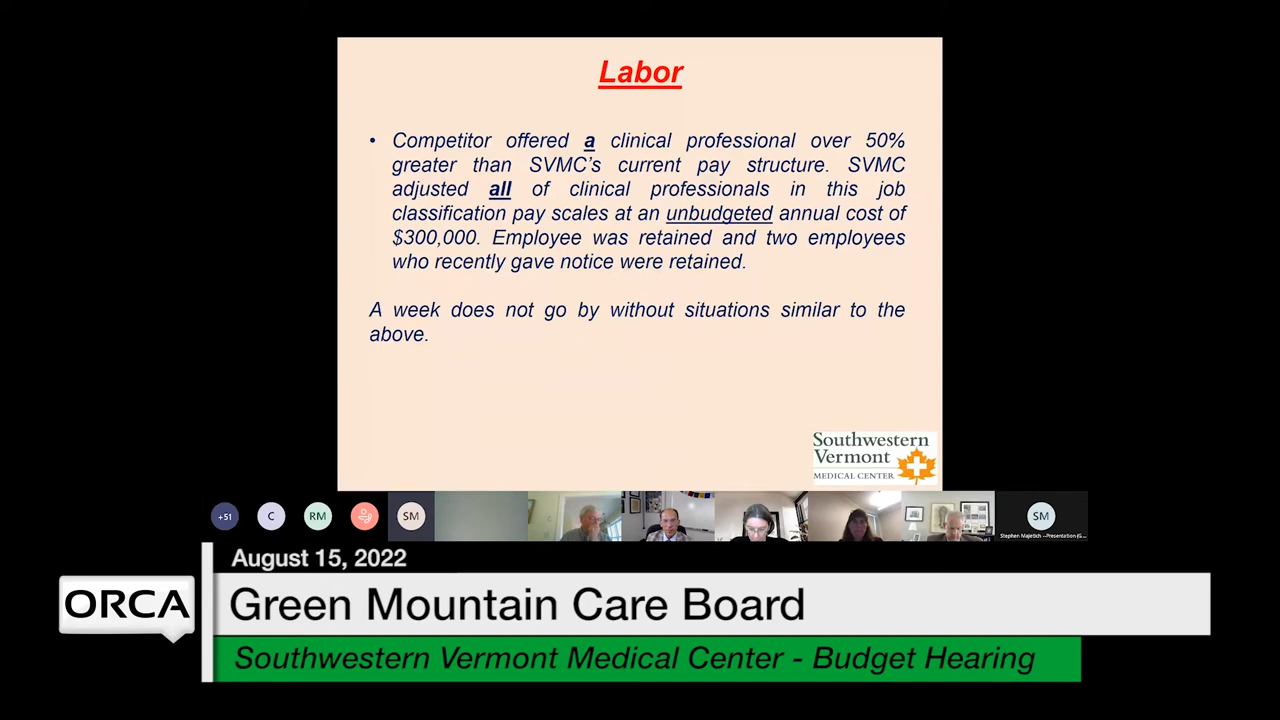 Labor
• Competitor offered a clinical professional over 50%
greater than SVMC's current pay structure. SVMC
adjusted all of clinical professionals in this job
classification pay scales at an unbudgeted annual cost of
$300,000. Employee was retained and two employees
who recently gave notice were retained.
A week does not go by without situations similar to the
above.
Southwestern
Vermont
MEDICAL CENTER
+51
C
RM
SM
SM
Stephen Majetich --Presentation (G...
August 15, 2022
ORCA
Green Mountain Care Board
Southwestern Vermont Medical Center - Budget Hearing